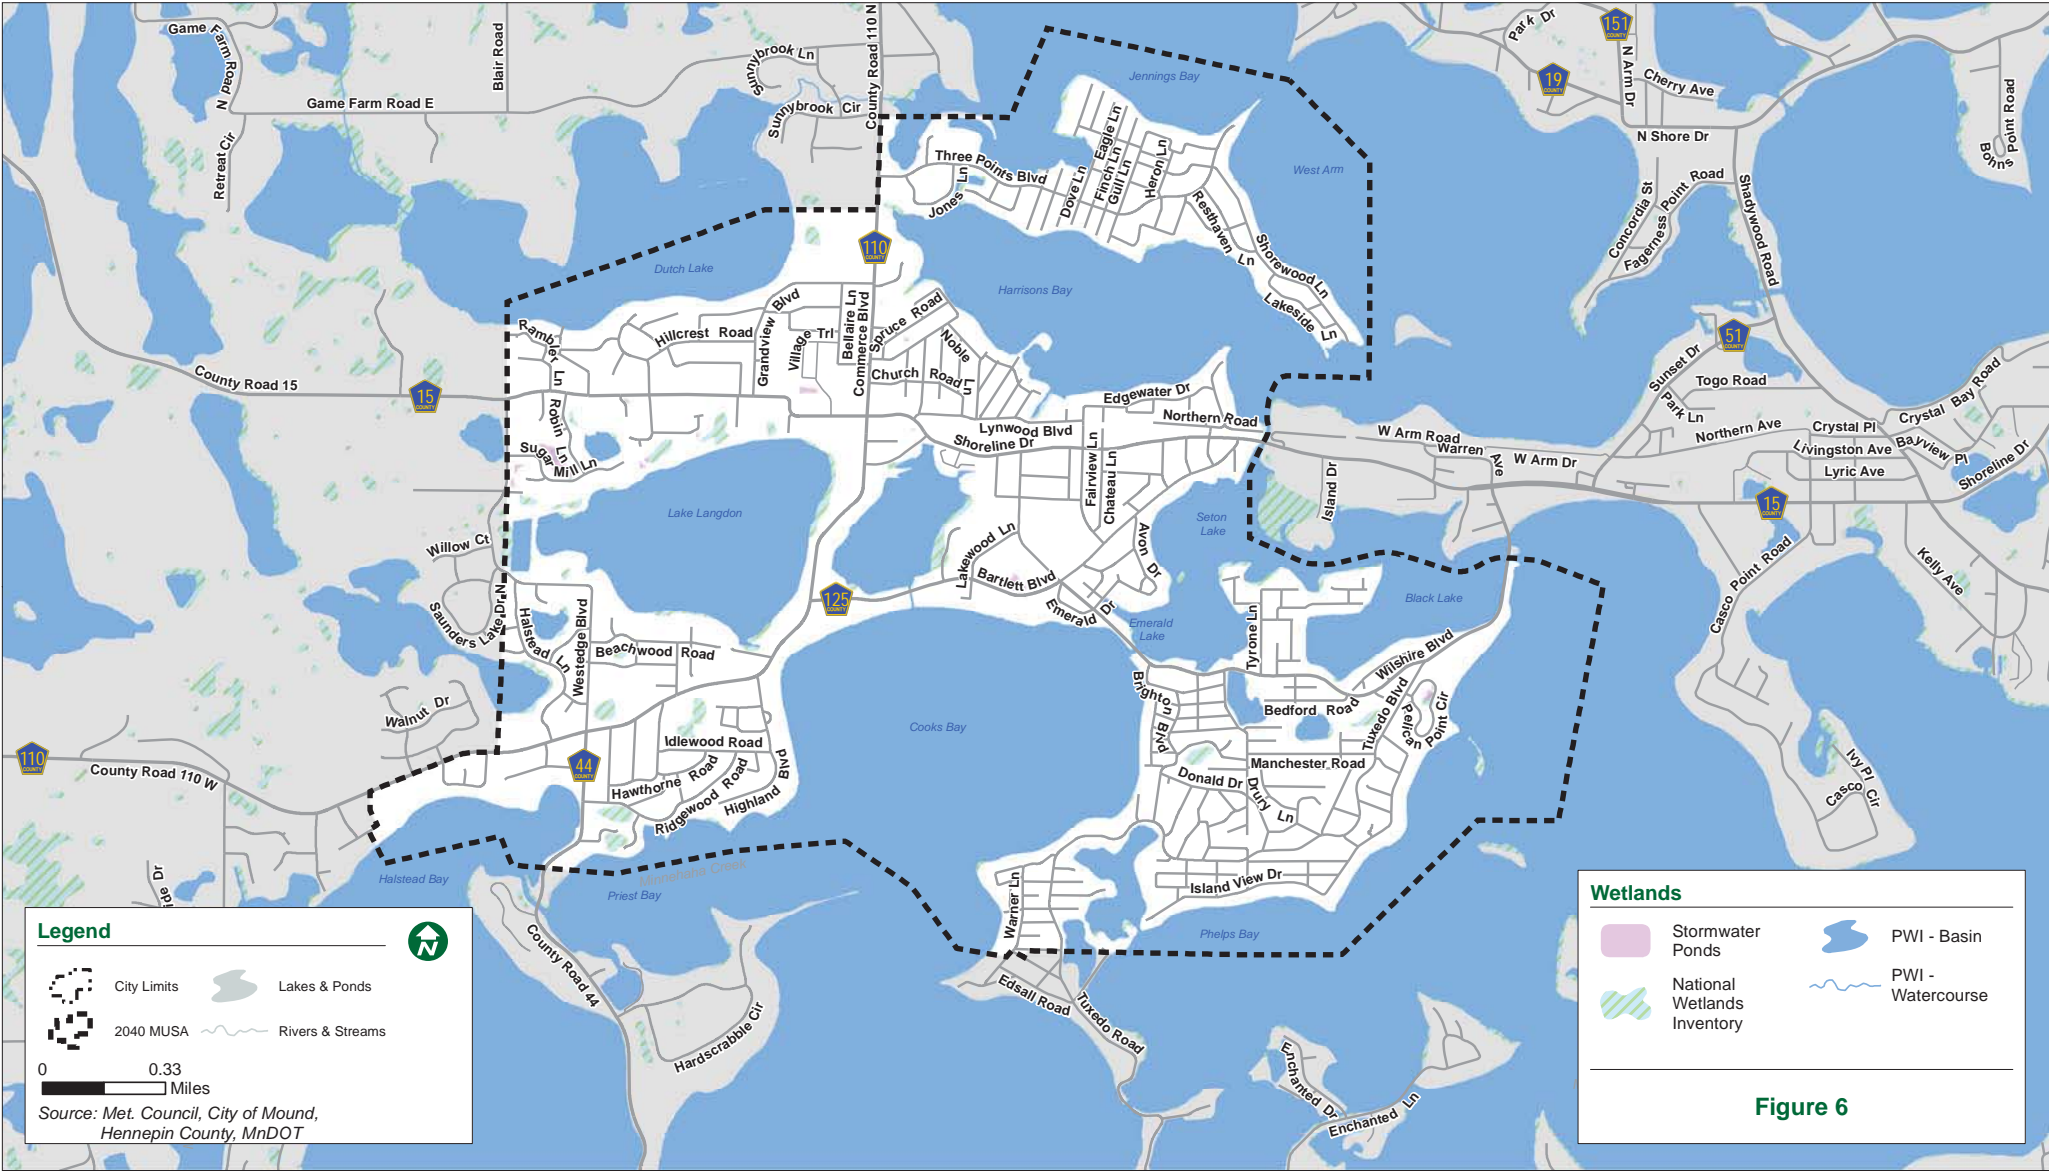 Game Farm Road N
Blair Road
Sunnybrook Ln
County Road 110 N
Game Farm Road E
Sunnybrook Cir
Retreat Cir
Jennings Bay
Park Dr
151
COUNTY
19
COUNTY
N Arm Dr
Cherry Ave
N Shore Dr
Point Road
Bohns
Three Points Blvd
Jones Ln
Eagle Ln
Finch Ln
Gull Ln
Dove Ln
Heron Ln
West Arm
Resthaven Ln
Shorewood Ln
Lakeside Ln
Concordia St
Fagerness Point Road
Shadywood Road
110
COUNTY
Dutch Lake
Harrisons Bay
Rambler Ln
Hillcrest Road
Grandview Blvd
Village Trl
Bellaire Ln
Commerce Blvd
Spruce Road
Noble Ln
Church Road
51
COUNTY
Sunset Dr
Togo Road
Park Ln
County Road 15
15
COUNTY
Robin Ln
Sugar Mill Ln
Edgewater Dr
Northern Road
Lynwood Blvd
Shoreline Dr
W Arm Road
Warren Ave
W Arm Dr
Northern Ave
Crystal Pl
Crystal Bay Road
Livingston Ave
Bayview Pl
Lyric Ave
Shoreline Dr
15
COUNTY
Fairview Ln
Chateau Ln
Island Dr
Lake Langdon
Seton
Lake
Avon Dr
Willow Ct
Lakewood Ln
Bartlett Blvd
Emerald Dr
125
COUNTY
Casco Point Road
Kelly Ave
Saunders Lake Dr N
Halstead Ln
Westedge Blvd
Beachwood Road
Emerald
Lake
Tyrone Ln
Black Lake
Wilshire Blvd
Walnut Dr
Cooks Bay
Brighton Blvd
Bedford Road
Tuxedo Blvd
Pelican Point Cir
110
COUNTY
County Road 110 W
44
COUNTY
Idlewood Road
Hawthorne Road
Ridgewood Road
Highland Blvd
Manchester Road
Donald Dr
Drury Ln
Ivy Pl
Casco Cir
Halstead Bay
Minnehaha Creek
Priest Bay
Warner Ln
Island View Dr
Phelps Bay
ide Dr
County Road 44
Hardscrabble Cir
Edsall Road
Tuxedo Road
Enchanted Dr
Enchanted Ln
Legend
N
City Limits
Lakes & Ponds
2040 MUSA
Rivers & Streams
0 0.33
Miles
Source: Met. Council, City of Mound,
Hennepin County, MnDOT
Wetlands
Stormwater
Ponds
PWI - Basin
National
Wetlands
Inventory
PWI -
Watercourse
Figure 6